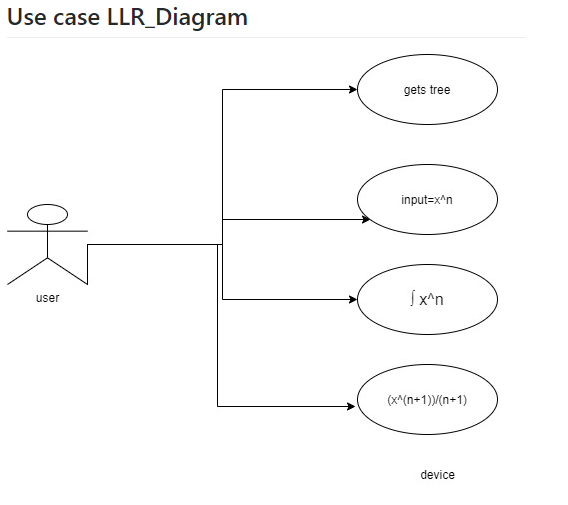 Use case LLR_Diagram
gets tree
input=x^n
∫ x^n
user
(x^(n+1))/(n+1)
device